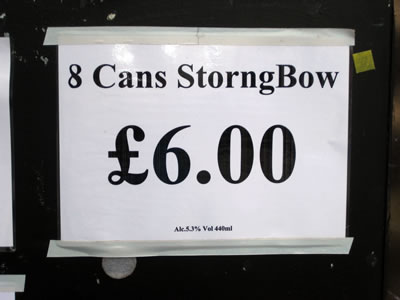 8 Cans StorngBow
£6.00
Alc.5.3% Vol 440ml